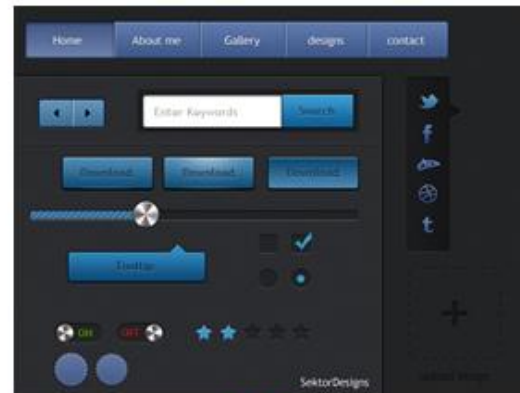 Home About me Gallery designs contact
Enter Keywords Search
Download Download Download
Tooltip
ON OFF
SektorDesigns